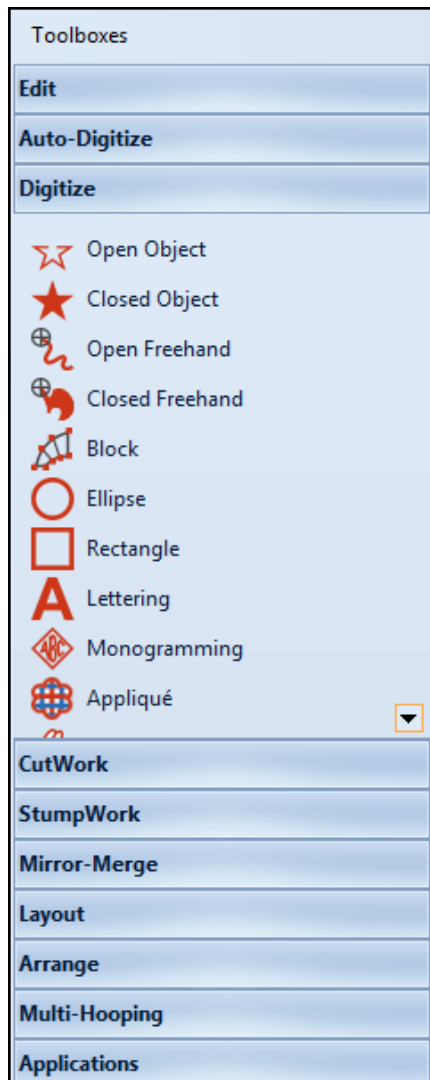 Toolboxes
Edit
Auto-Digitize
Digitize
Open Object
Closed Object
Open Freehand
Closed Freehand
Block
Ellipse
Rectangle
A Lettering
ABC Monogramming
Appliqué
CutWork
StumpWork
Mirror-Merge
Layout
Arrange
Multi-Hooping
Applications